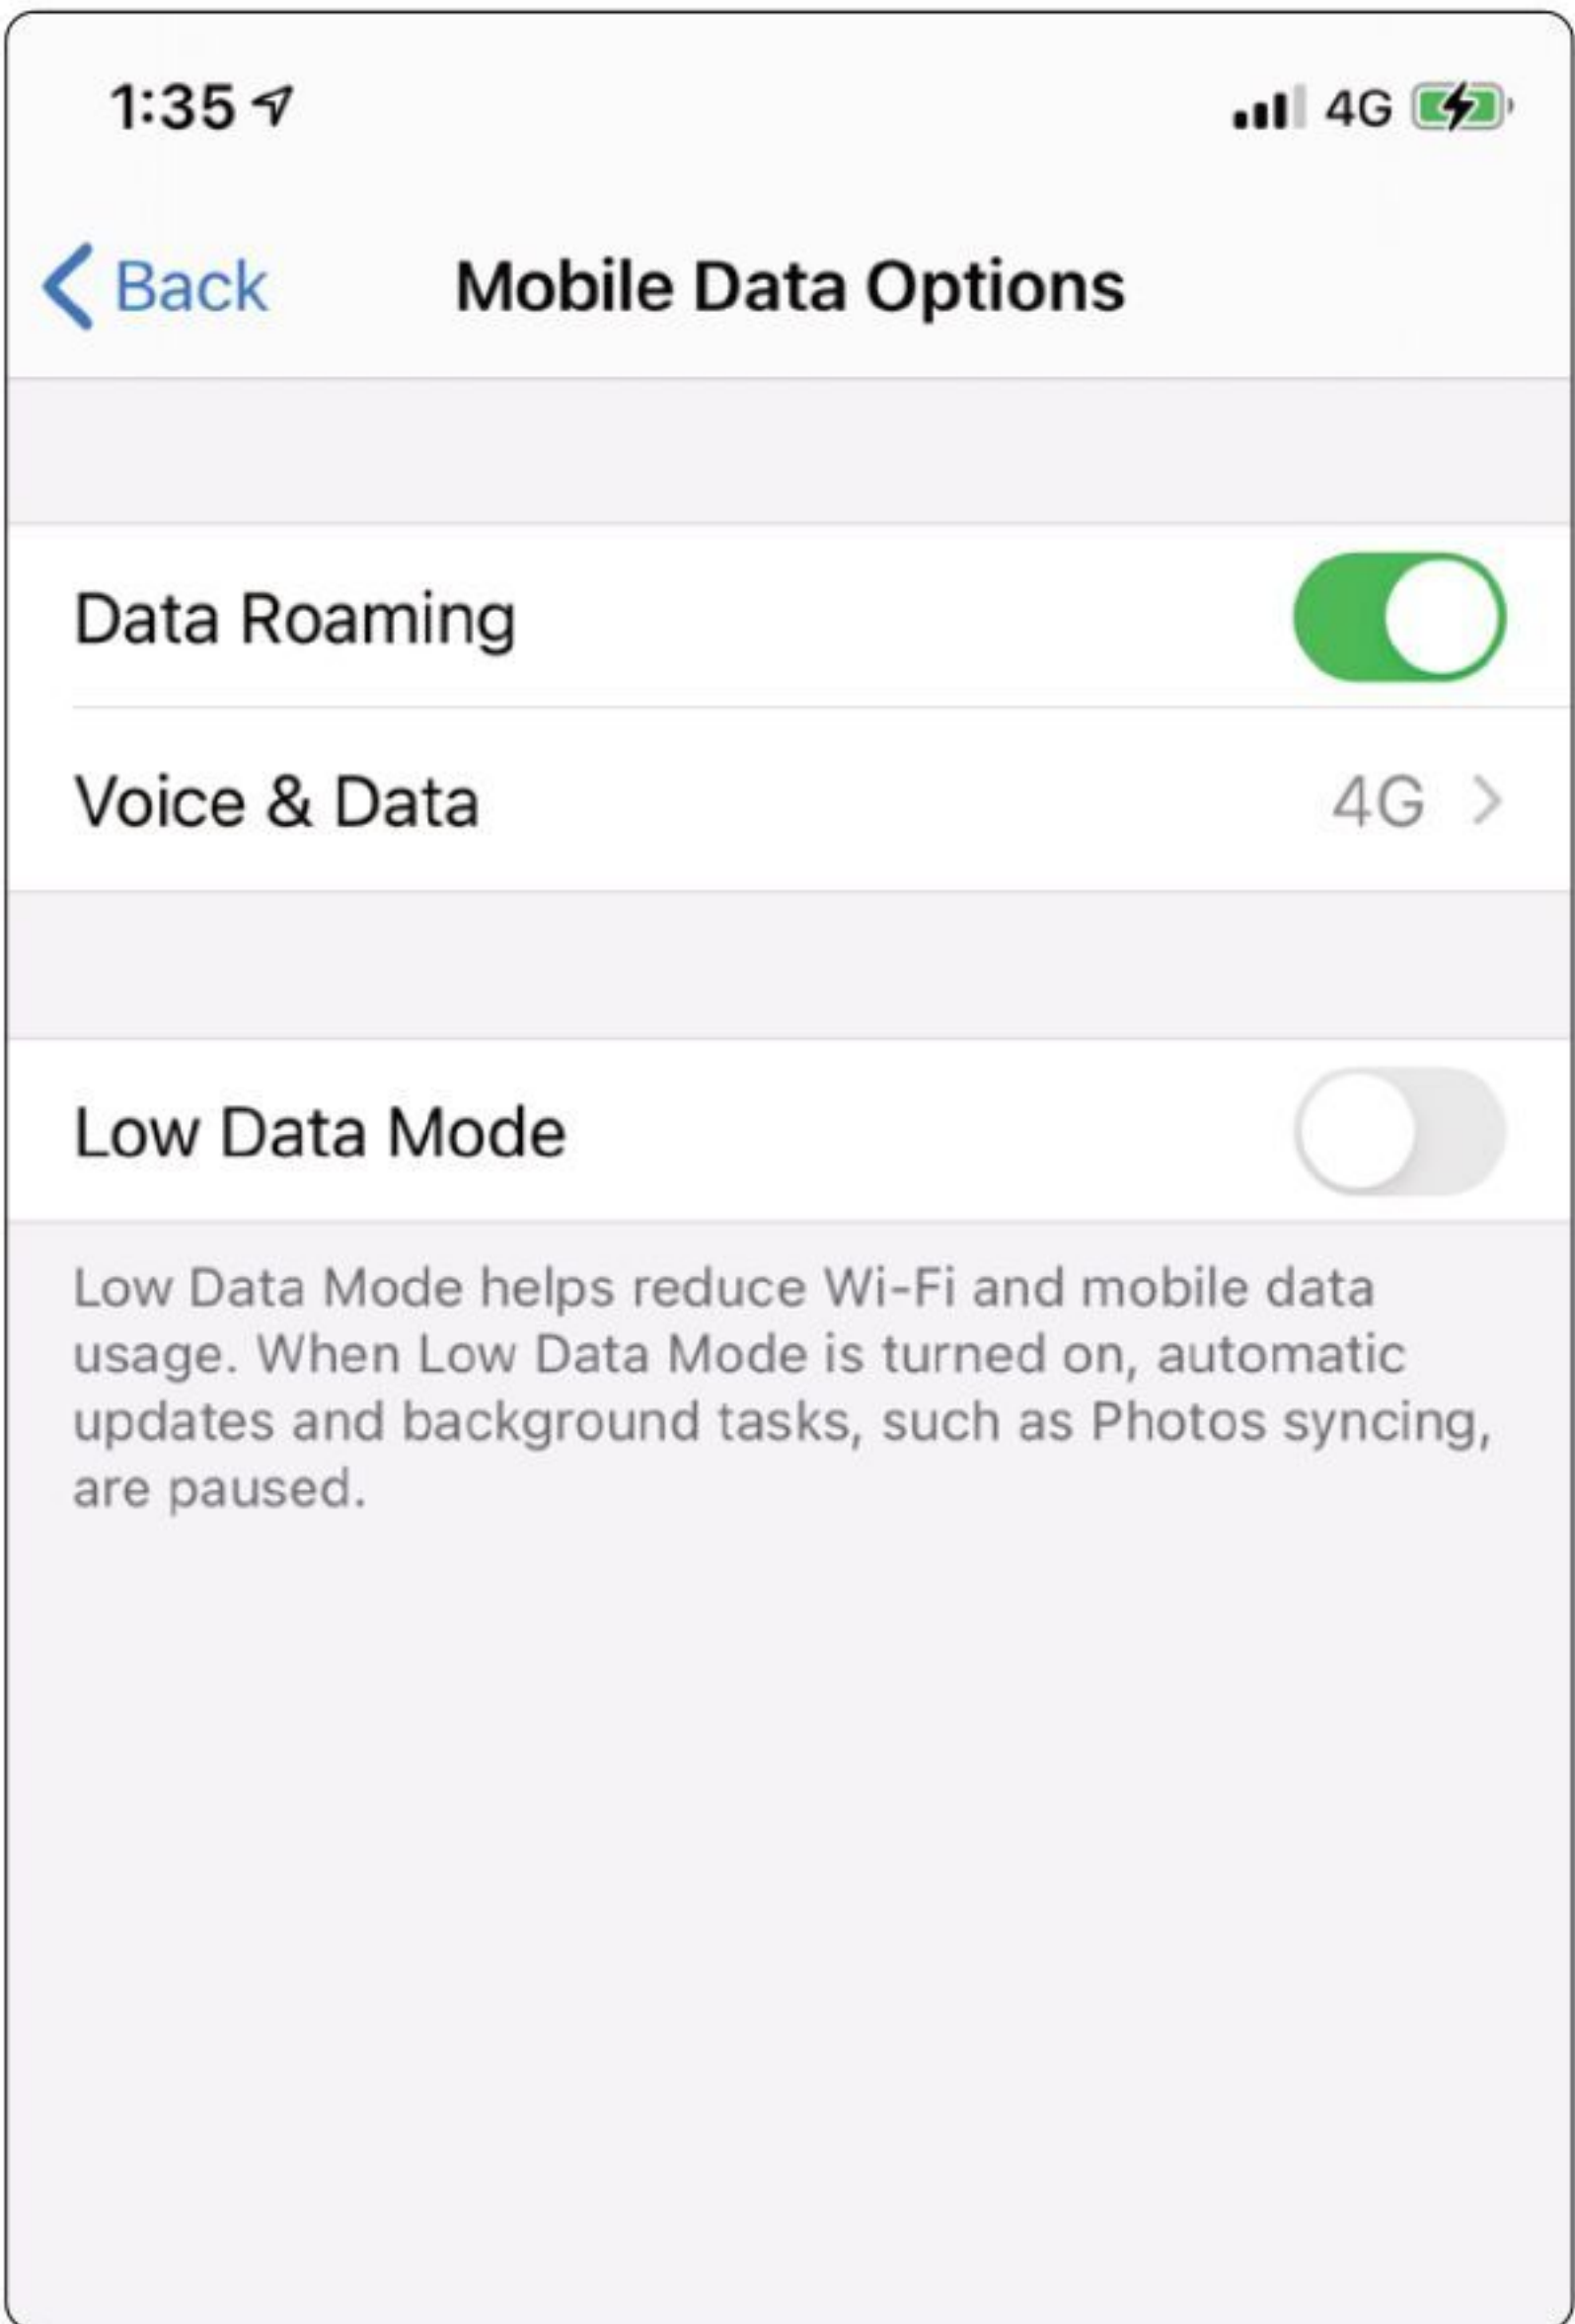 1:35
4G
Back
Mobile Data Options
Data Roaming
Voice & Data
4G
Low Data Mode
Low Data Mode helps reduce Wi-Fi and mobile data
usage. When Low Data Mode is turned on, automatic
updates and background tasks, such as Photos syncing,
are paused.